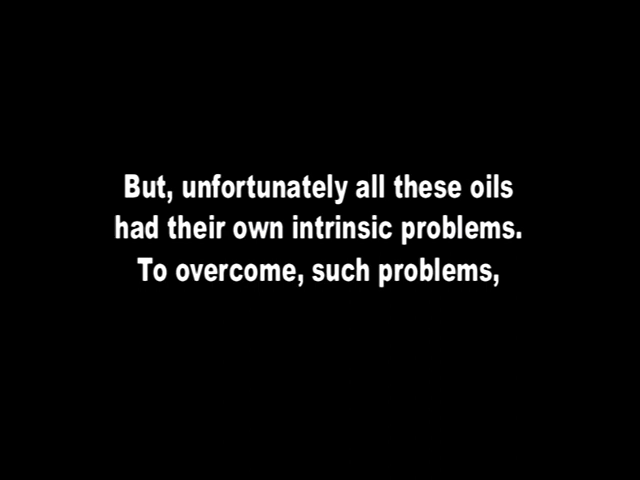 But, unfortunately all these oils
had their own intrinsic problems.
To overcome, such problems,